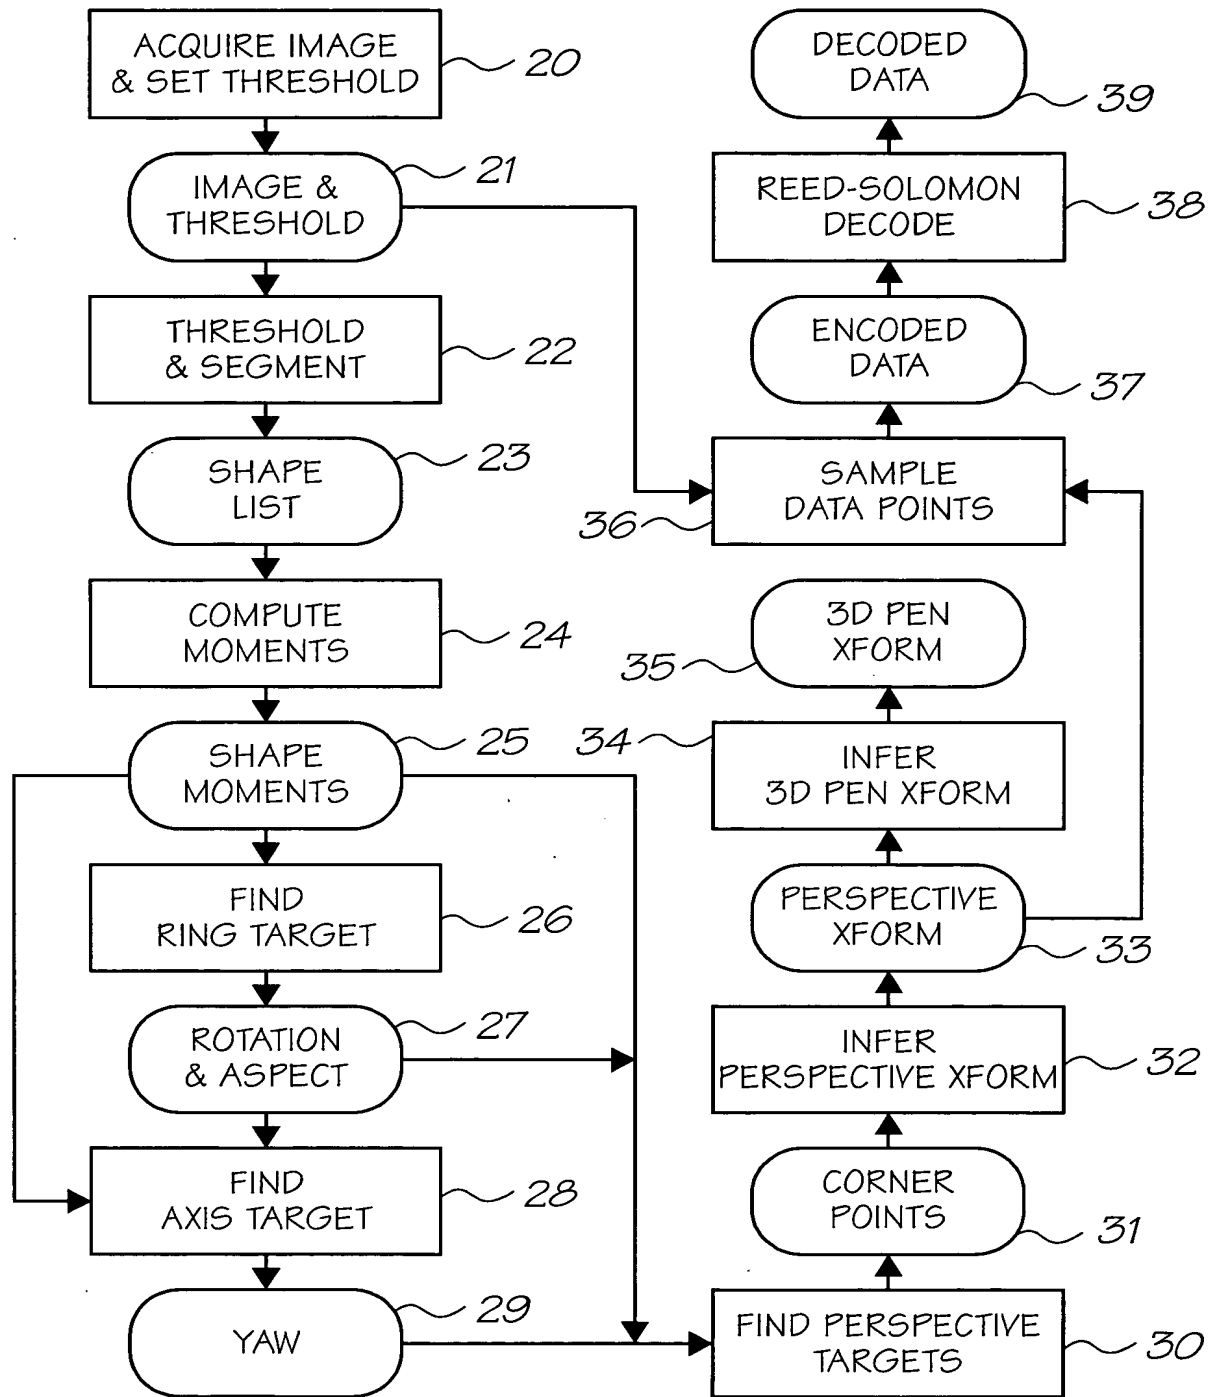 ACQUIRE IMAGE
& SET THRESHOLD
20
IMAGE &
THRESHOLD
21
THRESHOLD
& SEGMENT
22
SHAPE
LIST
23
COMPUTE
MOMENTS
24
SHAPE
MOMENTS
25
FIND
RING TARGET
26
ROTATION
& ASPECT
27
FIND
AXIS TARGET
28
YAW
29
DECODED
DATA
39
REED-SOLOMON
DECODE
38
ENCODED
DATA
37
SAMPLE
DATA POINTS
36
3D PEN
XFORM
35
INFER
3D PEN XFORM
34
PERSPECTIVE
XFORM
33
INFER
PERSPECTIVE XFORM
32
CORNER
POINTS
31
FIND PERSPECTIVE
TARGETS
30